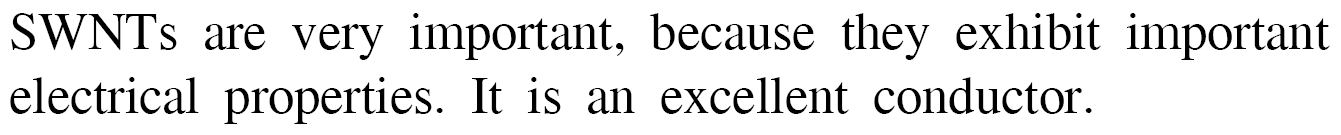 SWNTs are very important, because they exhibit important
electrical properties. It is an excellent conductor.